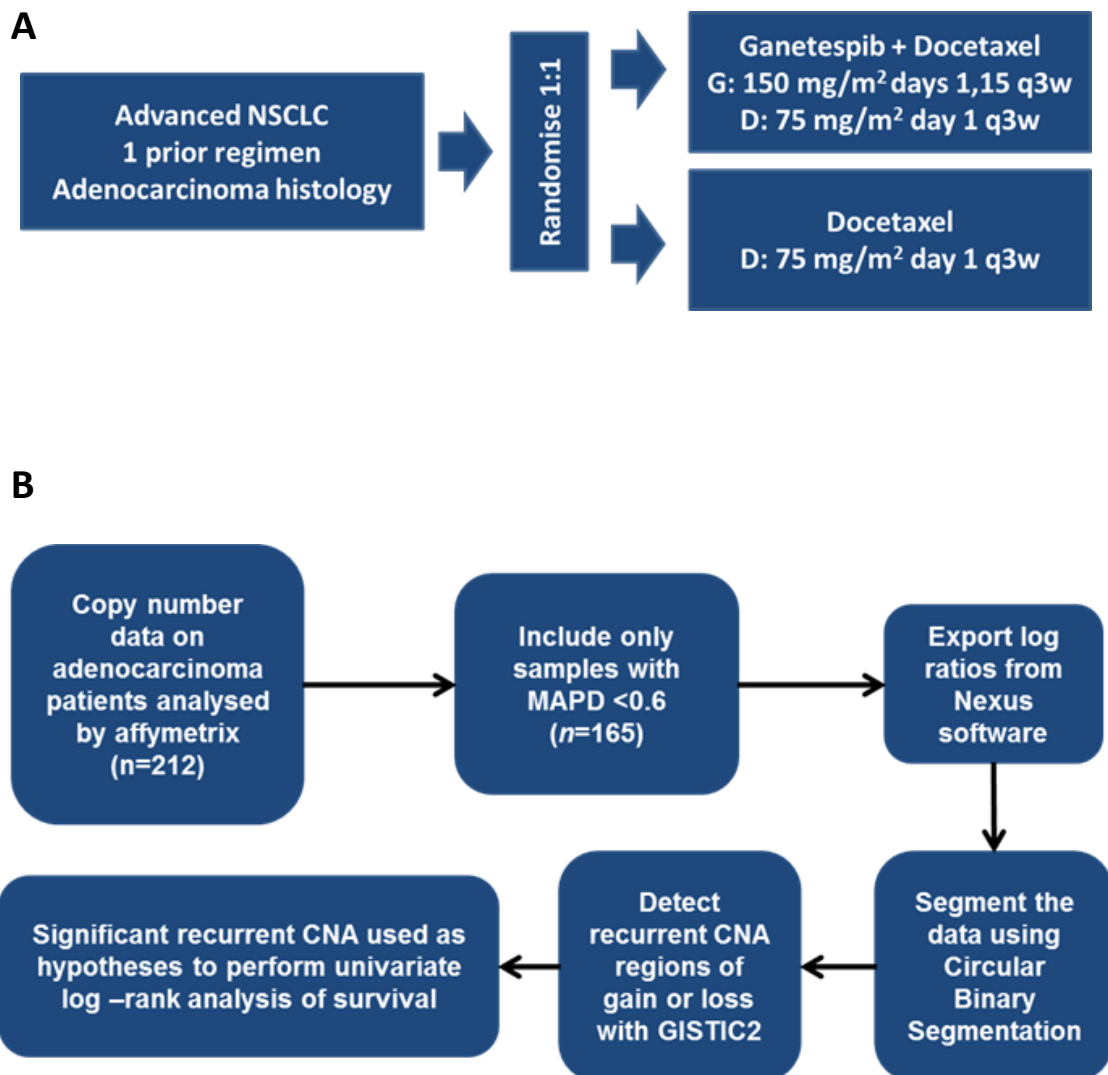 A
Advanced NSCLC
1 prior regimen
Adenocarcinoma histology
Randomise 1:1
Ganetespib + Docetaxel
G: 150 mg/m² days 1,15 q3w
D: 75 mg/m² day 1 q3w
Docetaxel
D: 75 mg/m² day 1 q3w
B
Copy number
data on
adenocarcinoma
patients analysed
by affymetrix
(n=212)
Include only
samples with
MAPD <0.6
(n=165)
Export log
ratios from
Nexus
software
Segment the
data using
Circular
Binary
Segmentation
Detect
recurrent CNA
regions of
gain or loss
with GISTIC2
Significant recurrent CNA used as
hypotheses to perform univariate
log –rank analysis of survival